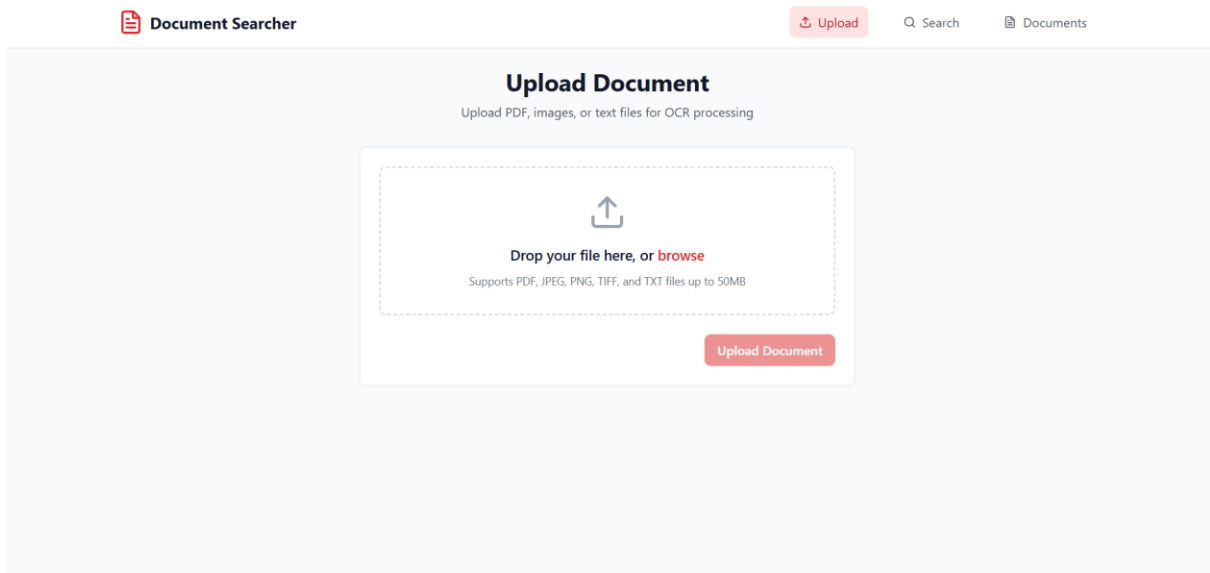 Document Searcher
Upload
Search
Documents
Upload Document
Upload PDF, images, or text files for OCR processing
Drop your file here, or browse
Supports PDF, JPEG, PNG, TIFF, and TXT files up to 50MB
Upload Document